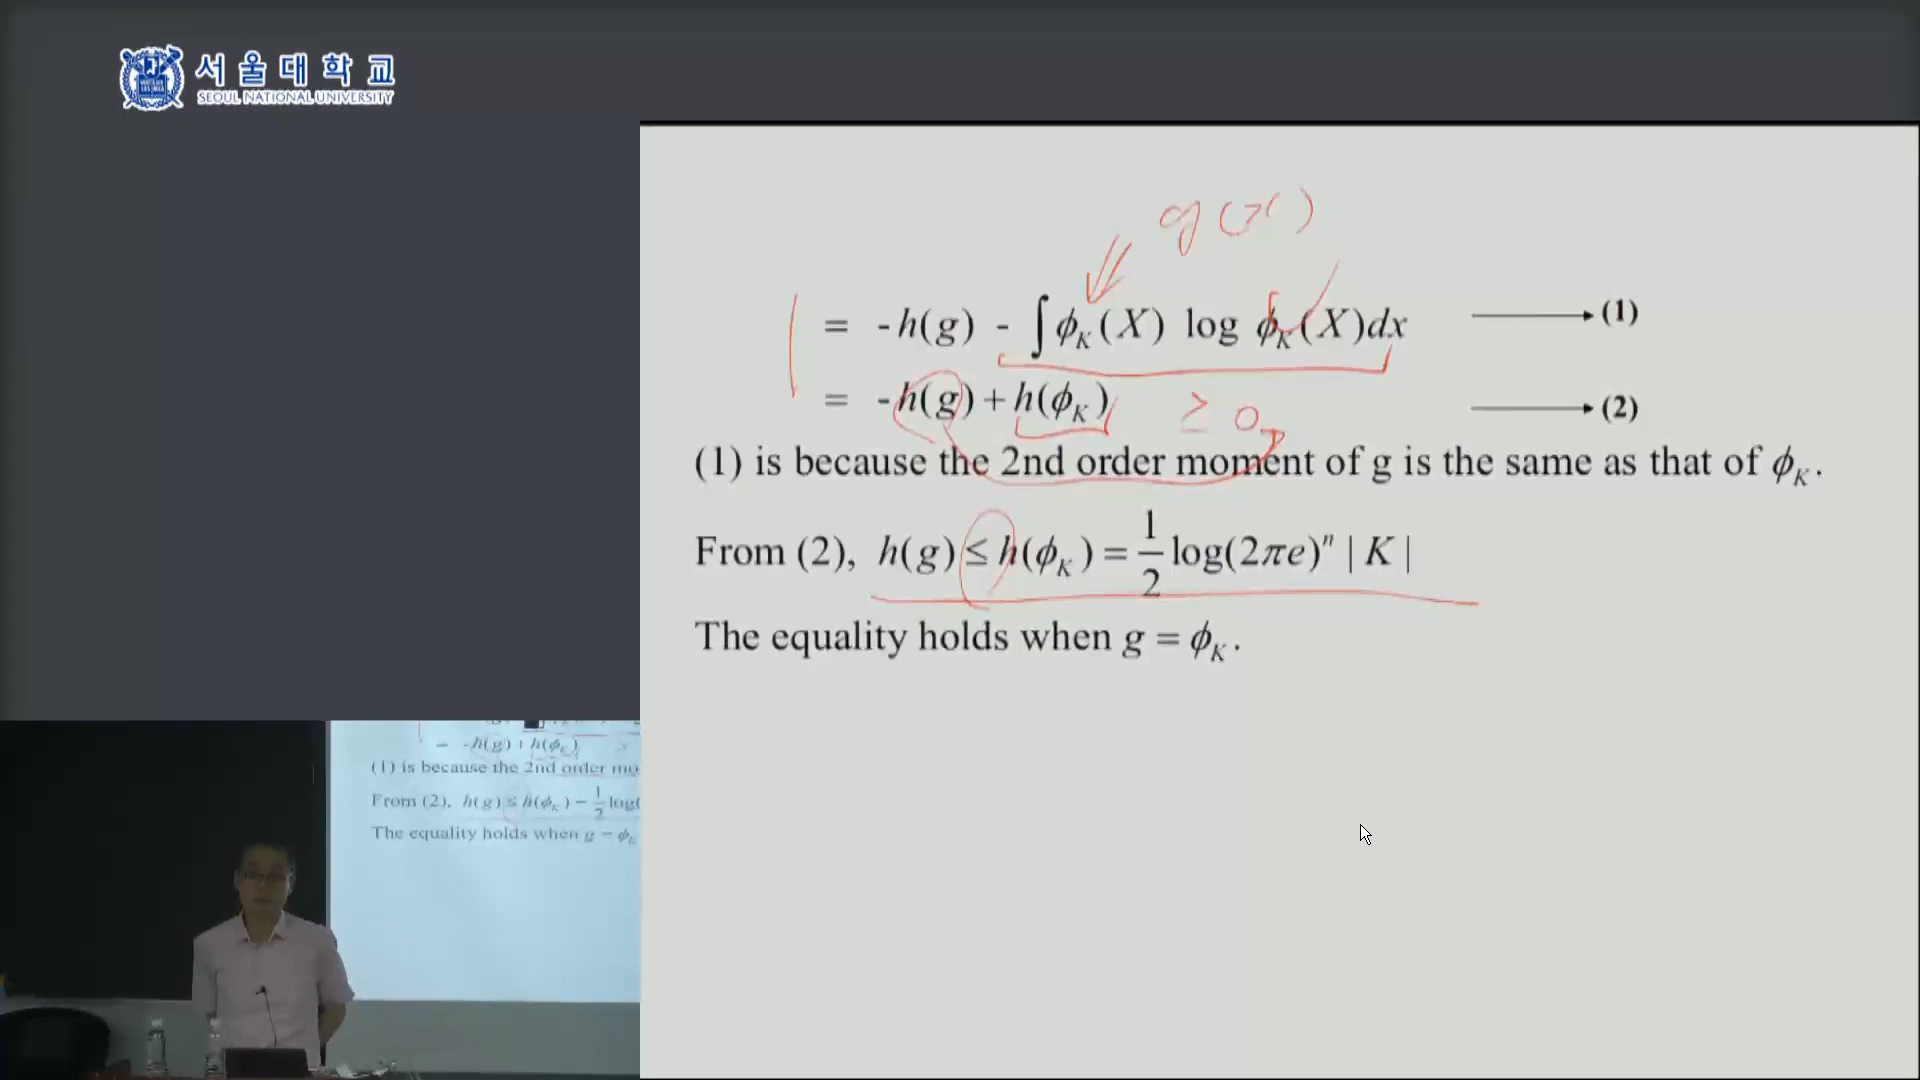 서울대학교
SEOUL NATIONAL UNIVERSITY
g(x)
= -h(g) - ∫ϕ_K(X) log ϕ_K(X)dx → (1)
= -h(g) + h(ϕ_K) ≥ 0 → (2)
(1) is because the 2nd order moment of g is the same as that of ϕ_K.
From (2), h(g) ≤ h(ϕ_K) = 1/2 log(2πe)^n | K |
The equality holds when g = ϕ_K.
- -h(g) + h(ϕ_K)
(1) is because the 2nd order mo
From (2), h(g) ≤ h(ϕ_K) = 1/2 log(
The equality holds when g = ϕ_K